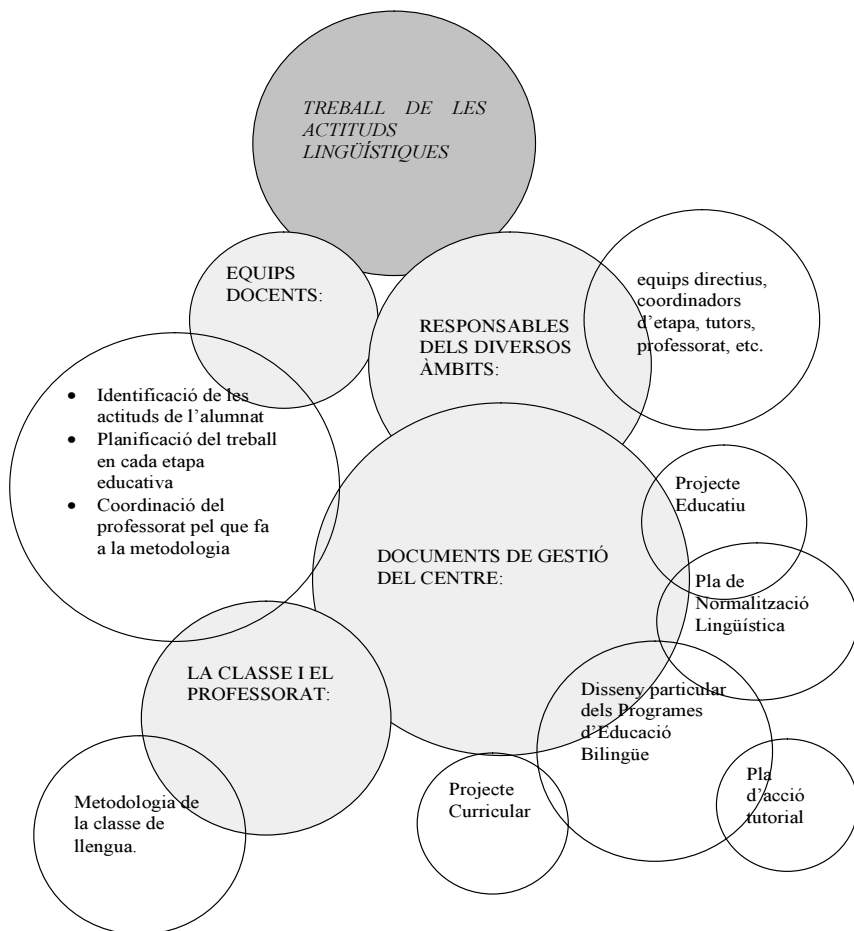 TREBALL DE LES
ACTITUDS
LINGÜÍSTIQUES
EQUIPS
DOCENTS:
RESPONSABLES
DELS DIVERSOS
ÀMBITS:
equips directius,
coordinadors
d’etapa, tutors,
professorat, etc.
• Identificació de les
actituds de l’alumnat
• Planificació del treball
en cada etapa
educativa
• Coordinació del
professorat pel que fa
a la metodologia
DOCUMENTS DE GESTIÓ
DEL CENTRE:
Projecte
Educatiu
Pla de
Normalització
Lingüística
LA CLASSE I EL
PROFESSORAT:
Disseny particular
dels Programes
d’Educació
Bilingüe
Metodologia de
la classe de
llengua.
Projecte
Curricular
Pla
d’acció
tutorial